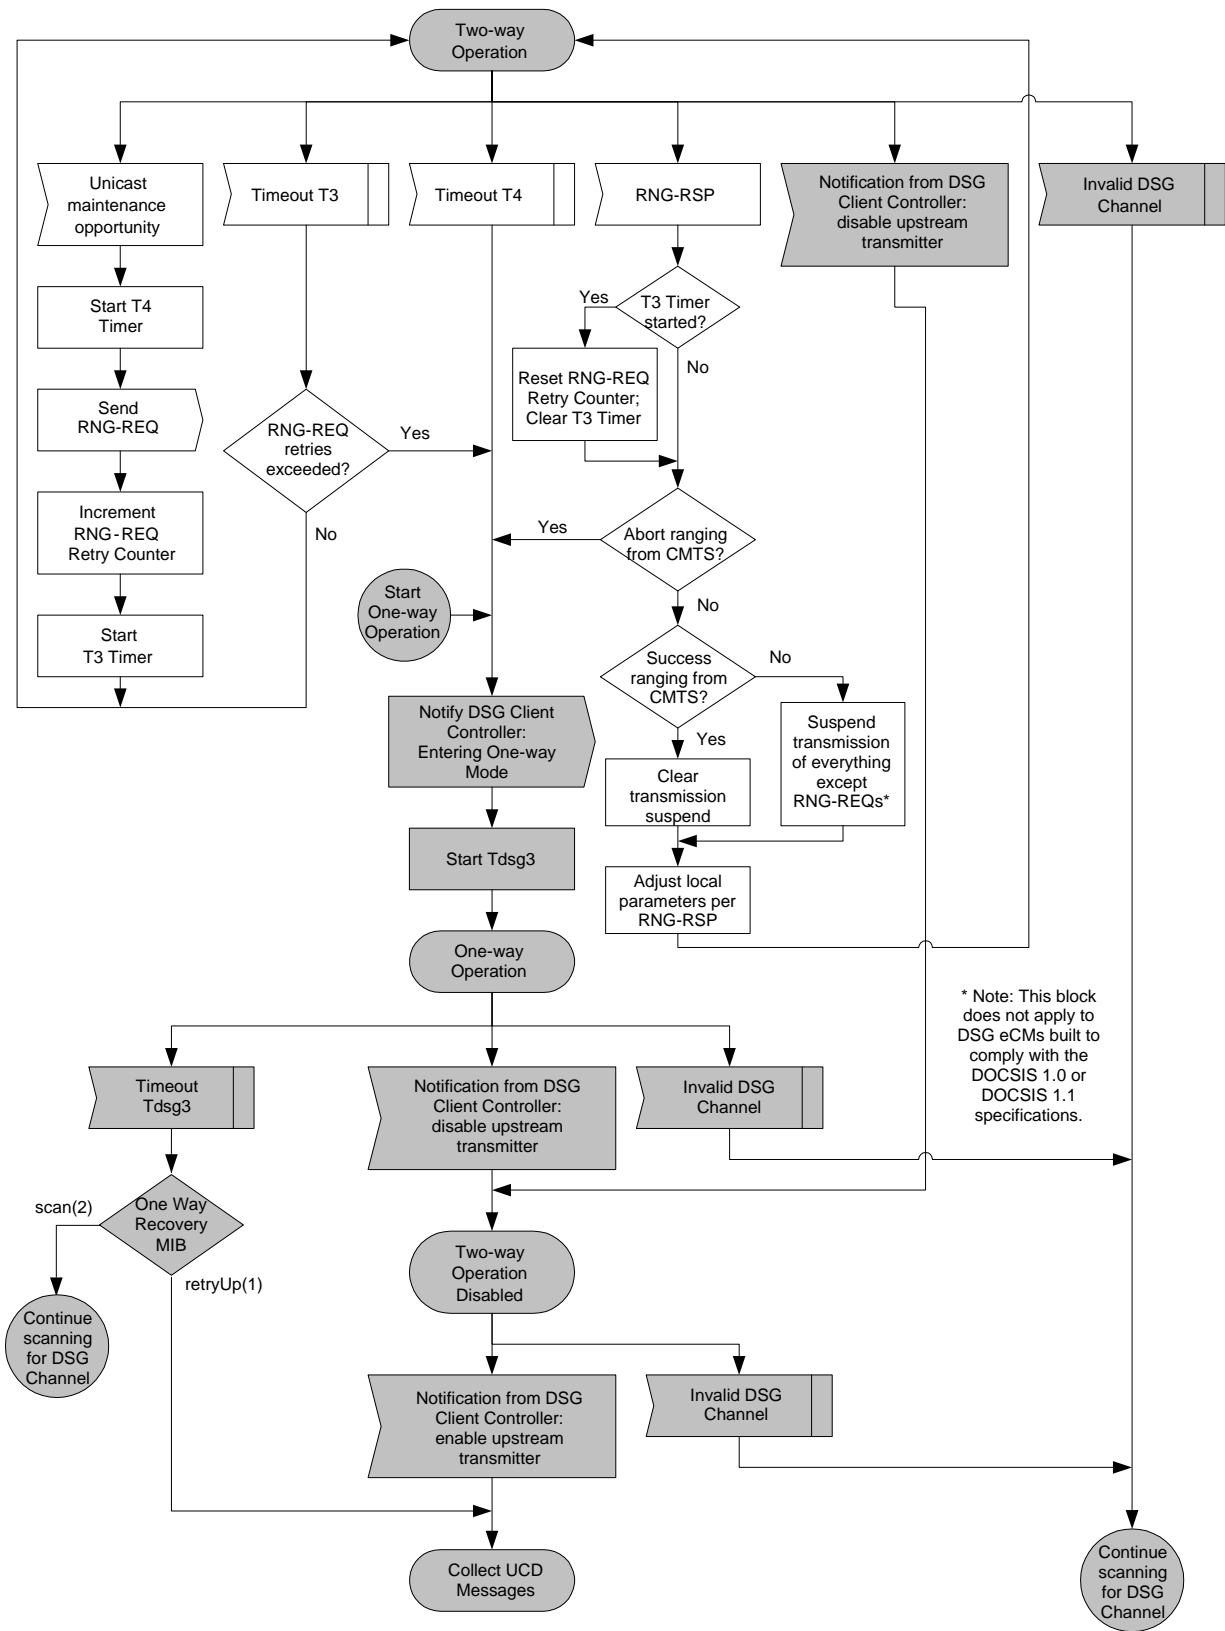 Two-way
Operation
Unicast
maintenance
opportunity
Timeout T3
Timeout T4
RNG-RSP
Notification from DSG
Client Controller:
disable upstream
transmitter
Invalid DSG
Channel
Start T4
Timer
Yes
T3 Timer
started?
No
Reset RNG-REQ
Retry Counter;
Clear T3 Timer
Send
RNG-REQ
RNG-REQ
retries
exceeded?
Yes
No
Increment
RNG-REQ
Retry Counter
Yes
Abort ranging
from CMTS?
No
Start
One-way
Operation
Start
T3 Timer
Success
ranging from
CMTS?
No
Yes
Notify DSG Client
Controller:
Entering One-way
Mode
Suspend
transmission
of everything
except
RNG-REQs*
Clear
transmission
suspend
Start Tdsg3
Adjust local
parameters per
RNG-RSP
One-way
Operation
* Note: This block
does not apply to
DSG eCMs built to
comply with the
DOCSIS 1.0 or
DOCSIS 1.1
specifications.
Timeout
Tdsg3
Notification from DSG
Client Controller:
disable upstream
transmitter
Invalid DSG
Channel
scan(2)
One Way
Recovery
MIB
retryUp(1)
Two-way
Operation
Disabled
Continue
scanning
for DSG
Channel
Notification from DSG
Client Controller:
enable upstream
transmitter
Invalid DSG
Channel
Collect UCD
Messages
Continue
scanning
for DSG
Channel